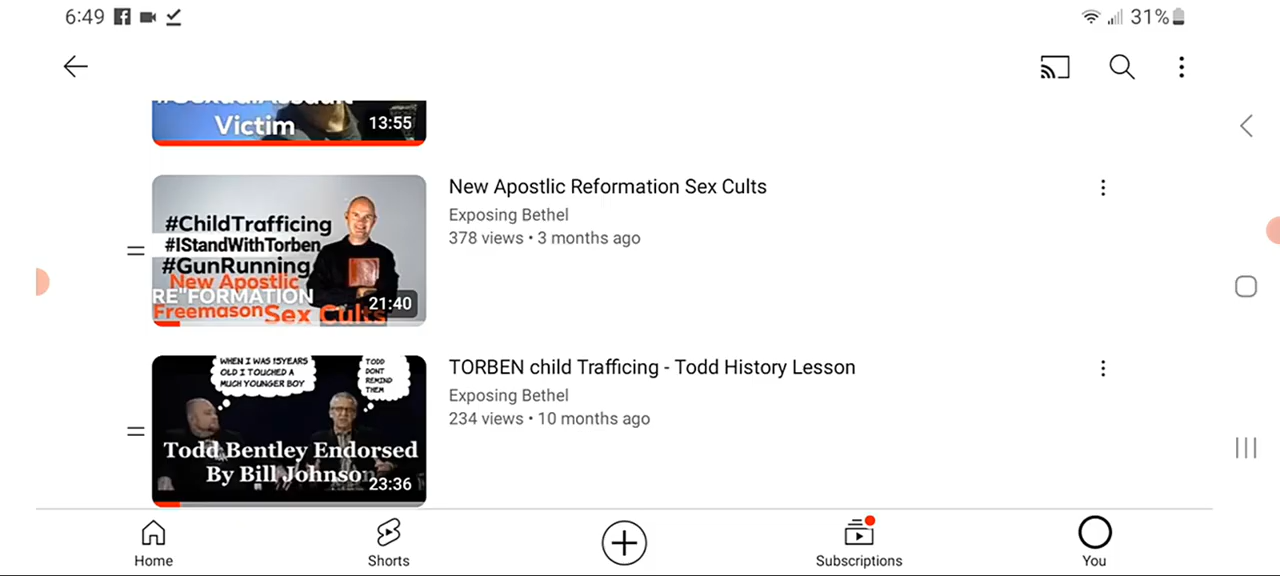 6:49
31%
#SexualAssault
Victim
13:55
New Apostlic Reformation Sex Cults
Exposing Bethel
378 views • 3 months ago
#ChildTrafficing
#IStandWithTorben
#GunRunning
New Apostlic
RE"FORMATION
Freemason Sex Cults
21:40
TORBEN child Trafficing - Todd History Lesson
Exposing Bethel
234 views • 10 months ago
WHEN I WAS 15YEARS
OLD I TOUCHED A
MUCH YOUNGER BOY
TODD
DONT
REMIND
THEM
Todd Bentley Endorsed
By Bill Johnson
23:36
Home
Shorts
Subscriptions
You